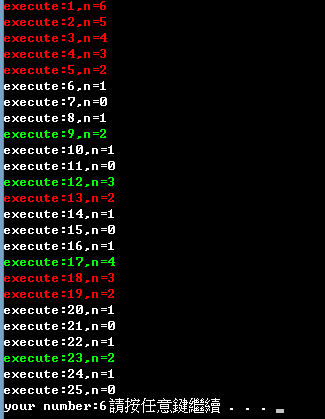 execute:1,n=6
execute:2,n=5
execute:3,n=4
execute:4,n=3
execute:5,n=2
execute:6,n=1
execute:7,n=0
execute:8,n=1
execute:9,n=2
execute:10,n=1
execute:11,n=0
execute:12,n=3
execute:13,n=2
execute:14,n=1
execute:15,n=0
execute:16,n=1
execute:17,n=4
execute:18,n=3
execute:19,n=2
execute:20,n=1
execute:21,n=0
execute:22,n=1
execute:23,n=2
execute:24,n=1
execute:25,n=0
your number:6請按任意鍵繼續 . . . _